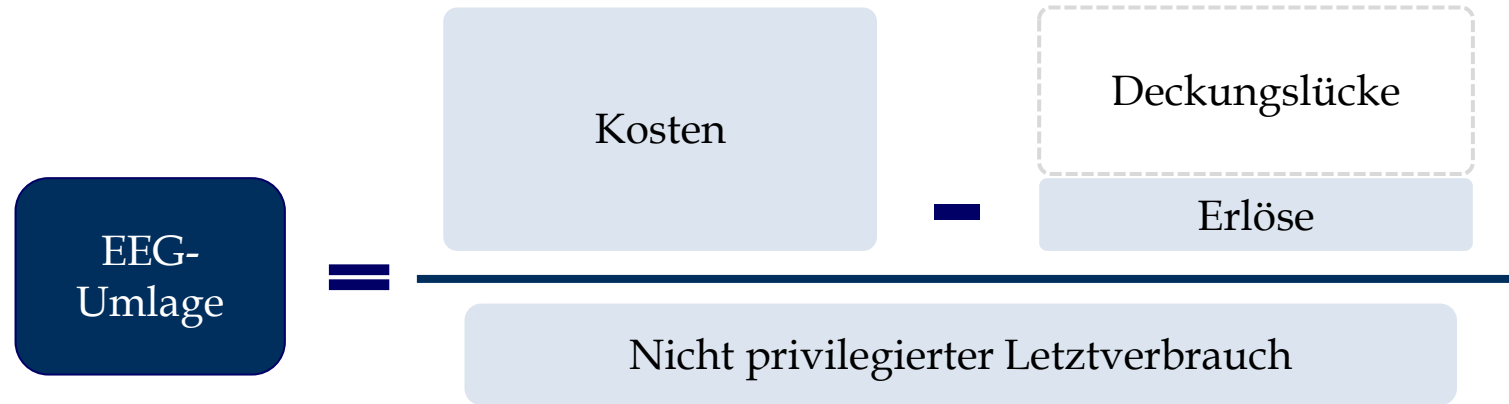 EEG-
Umlage
=
Kosten
-
Deckungslücke
Erlöse
Nicht privilegierter Letztverbrauch